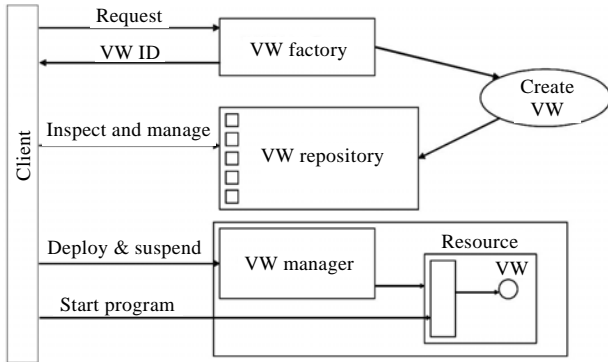 Request
VW ID
VW factory
Create
VW
Client
Inspect and manage
VW repository
Deploy & suspend
VW manager
Resource
VW
Start program